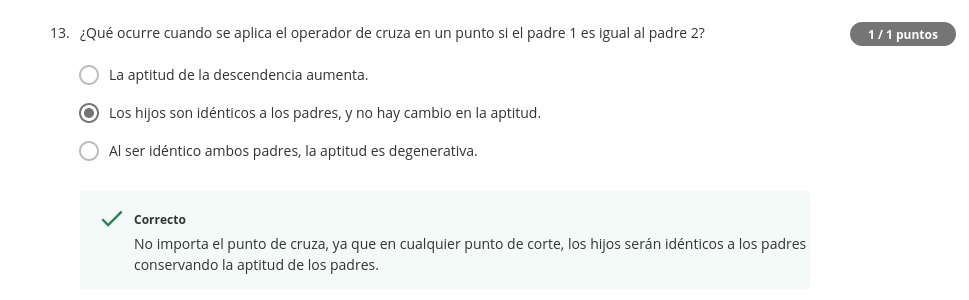 13. ¿Qué ocurre cuando se aplica el operador de cruza en un punto si el padre 1 es igual al padre 2?
1 / 1 puntos
La aptitud de la descendencia aumenta.
Los hijos son idénticos a los padres, y no hay cambio en la aptitud.
Al ser idéntico ambos padres, la aptitud es degenerativa.
Correcto
No importa el punto de cruza, ya que en cualquier punto de corte, los hijos serán idénticos a los padres
conservando la aptitud de los padres.